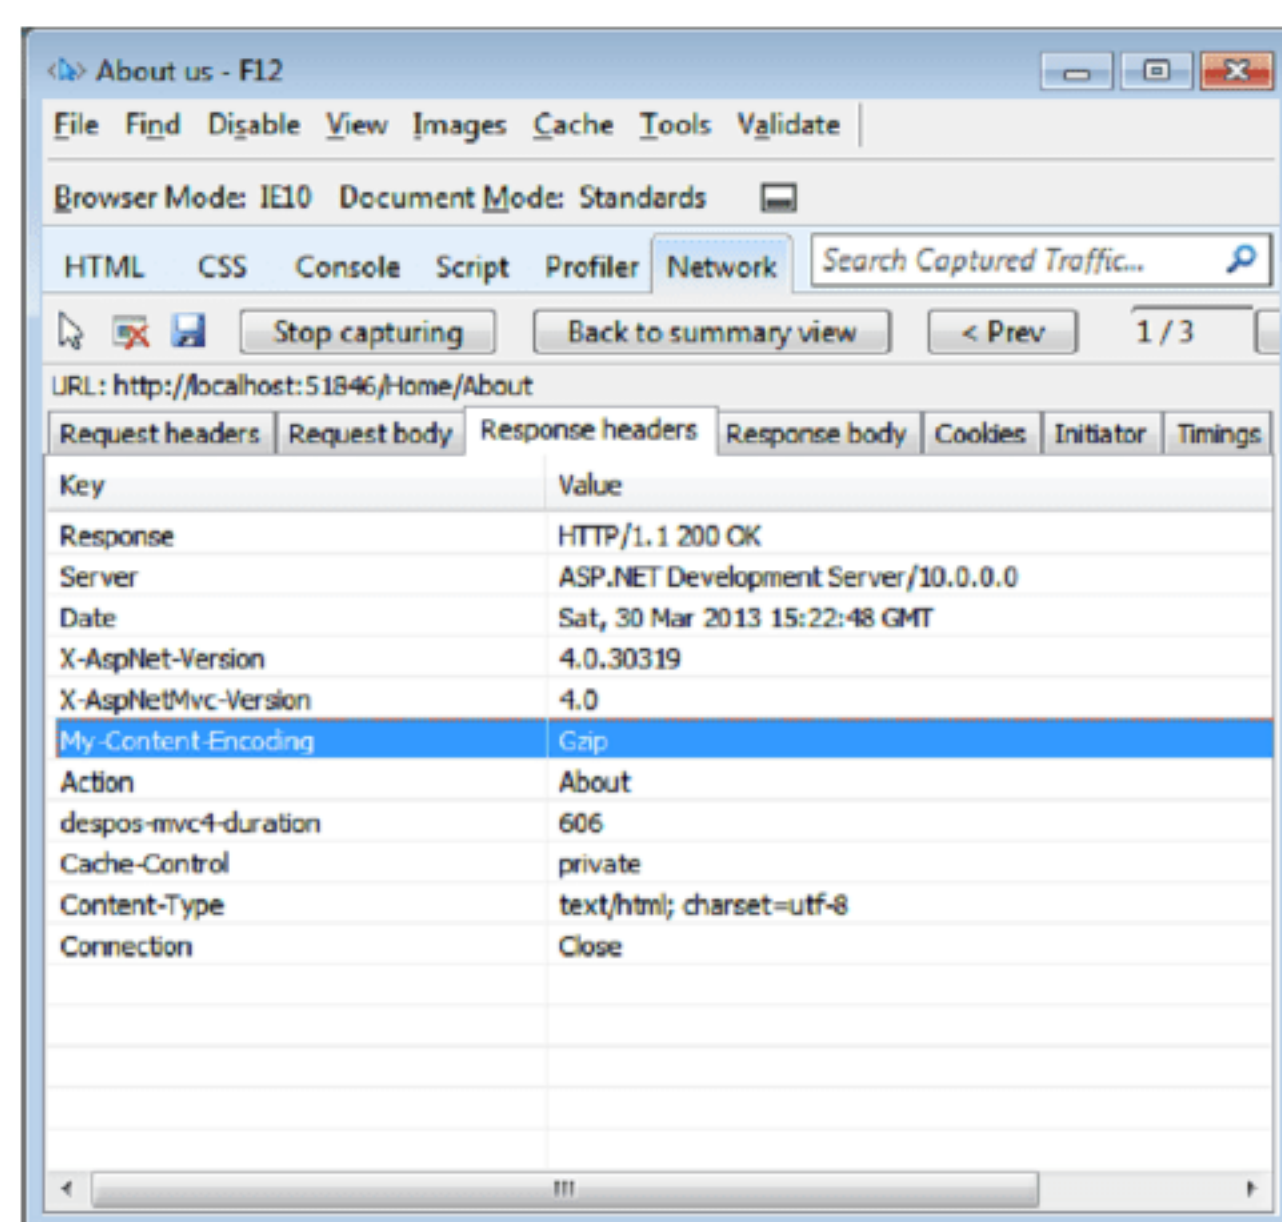 About us - F12
File Find Disable View Images Cache Tools Validate
Browser Mode: IE10 Document Mode: Standards
HTML CSS Console Script Profiler Network Search Captured Traffic...
Stop capturing Back to summary view < Prev 1 / 3
URL: http://localhost:51846/Home/About
Request headers Request body Response headers Response body Cookies Initiator Timings
Key Value
Response HTTP/1.1 200 OK
Server ASP.NET Development Server/10.0.0.0
Date Sat, 30 Mar 2013 15:22:48 GMT
X-AspNet-Version 4.0.30319
X-AspNetMvc-Version 4.0
My-Content-Encoding Gzip
Action About
despos-mvc4-duration 606
Cache-Control private
Content-Type text/html; charset=utf-8
Connection Close